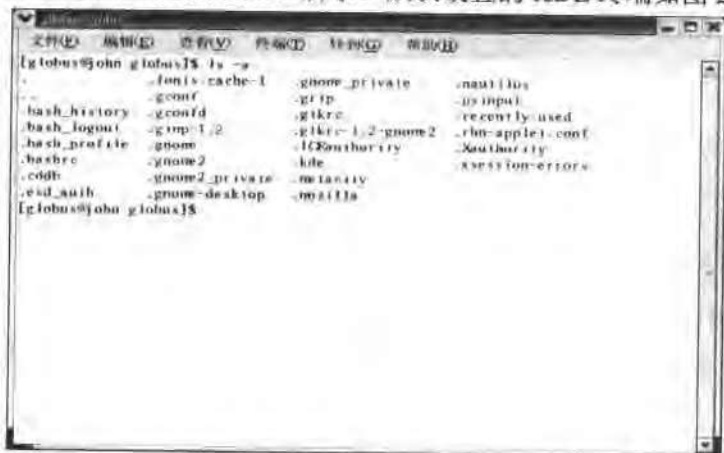 文件(E) 编辑(E) 查看(V) 终端(T) 转到(G) 帮助(H)
[globus@john globus]$ ls -a
. .fonts.cache-1 .gnome_private .nautilus
.. .gconf .grip
.bash_history .gconfd .gtkrc .recently-used
.bash_logout .gimp-1.2 .gtkrc-1.2-gnome2 .rhn-applet.conf
.bash_profile .gnome .ICEauthority .Xauthority
.bashrc .gnome2 .kde .xsession-errors
.cddb .gnome2_private .metacity
.esd_auth .gnome-desktop .mozilla
[globus@john globus]$